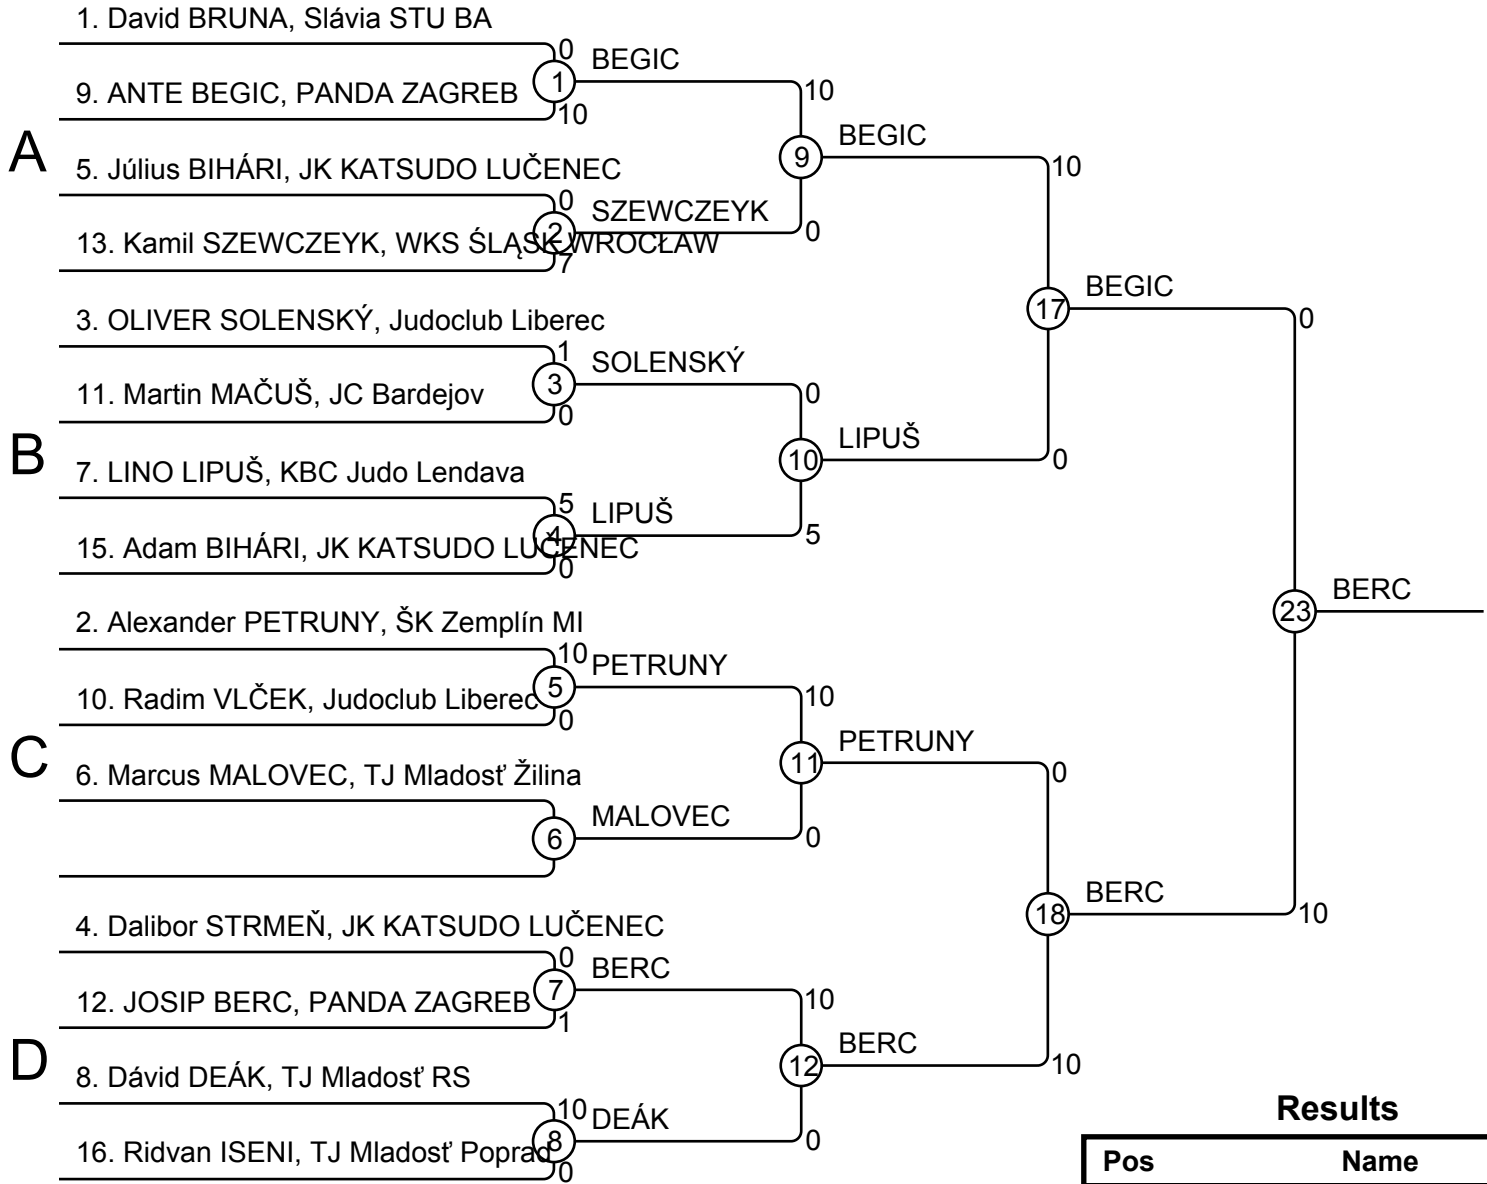 1. David BRUNA, Slávia STU BA
0
BEGIC
1
9. ANTE BEGIC, PANDA ZAGREB
10
10
BEGIC
A
9
5. Július BIHÁRI, JK KATSUDO LUČENEC
10
0
SZEWCZEYK
2
0
13. Kamil SZEWCZEYK, WKS ŚLĄSK WROCŁAW
7
BEGIC
17
0
3. OLIVER SOLENSKÝ, Judoclub Liberec
1
SOLENSKÝ
3
0
11. Martin MAČUŠ, JC Bardejov
0
LIPUŠ
B
10
0
7. LINO LIPUŠ, KBC Judo Lendava
5
LIPUŠ
4
5
15. Adam BIHÁRI, JK KATSUDO LUČENEC
0
BERC
23
2. Alexander PETRUNY, ŠK Zemplín MI
10
PETRUNY
5
10
10. Radim VLČEK, Judoclub Liberec
0
PETRUNY
C
11
0
6. Marcus MALOVEC, TJ Mladosť Žilina
MALOVEC
6
0
BERC
18
10
4. Dalibor STRMEŇ, JK KATSUDO LUČENEC
0
BERC
7
10
12. JOSIP BERC, PANDA ZAGREB
1
BERC
D
12
10
8. Dávid DEÁK, TJ Mladosť RS
10
DEÁK
8
0
16. Ridvan ISENI, TJ Mladosť Poprad
0
Results
Pos Name